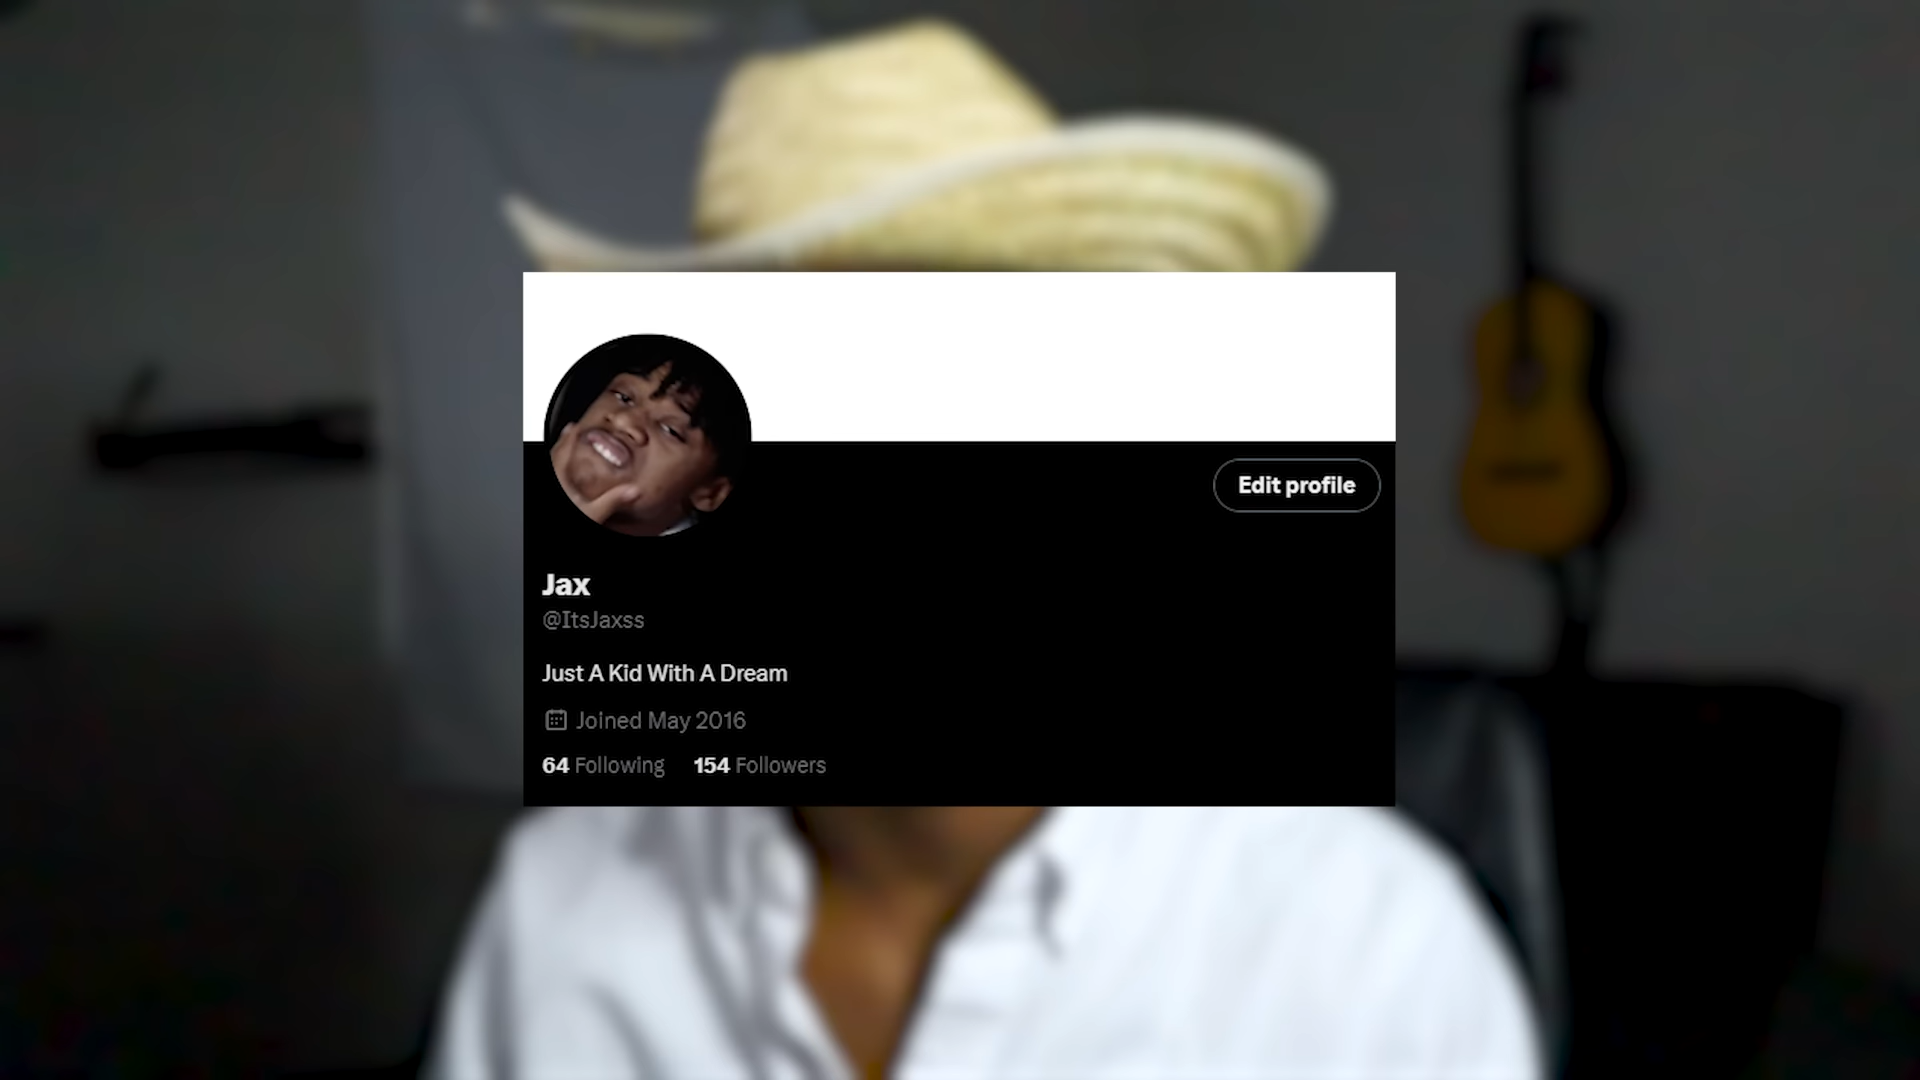 Edit profile
Jax
@ItsJaxss
Just A Kid With A Dream
Joined May 2016
64 Following 154 Followers